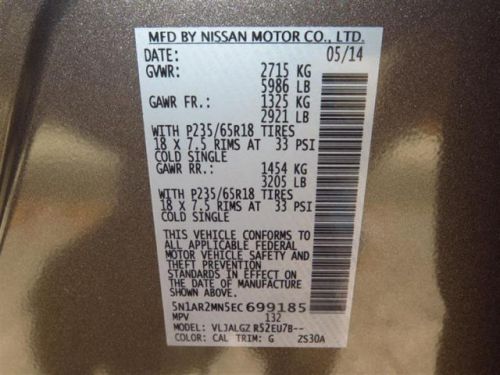 MFD BY NISSAN MOTOR CO., LTD.
DATE: 05/14
GVWR: 2715 KG
5986 LB
GAWR FR.: 1325 KG
2921 LB
WITH P235/65R18 TIRES
18 X 7.5 RIMS AT 33 PSI
COLD SINGLE
GAWR RR.: 1454 KG
3205 LB
WITH P235/65R18 TIRES
18 X 7.5 RIMS AT 33 PSI
COLD SINGLE
THIS VEHICLE CONFORMS TO
ALL APPLICABLE FEDERAL
MOTOR VEHICLE SAFETY AND
THEFT PREVENTION
STANDARDS IN EFFECT ON
THE DATE OF MANUFACTURE
SHOWN ABOVE.
5N1AR2MN5EC699185
MPV 132
MODEL: VLJALGZ R52EU7B--
COLOR: CAL TRIM: G ZS30A